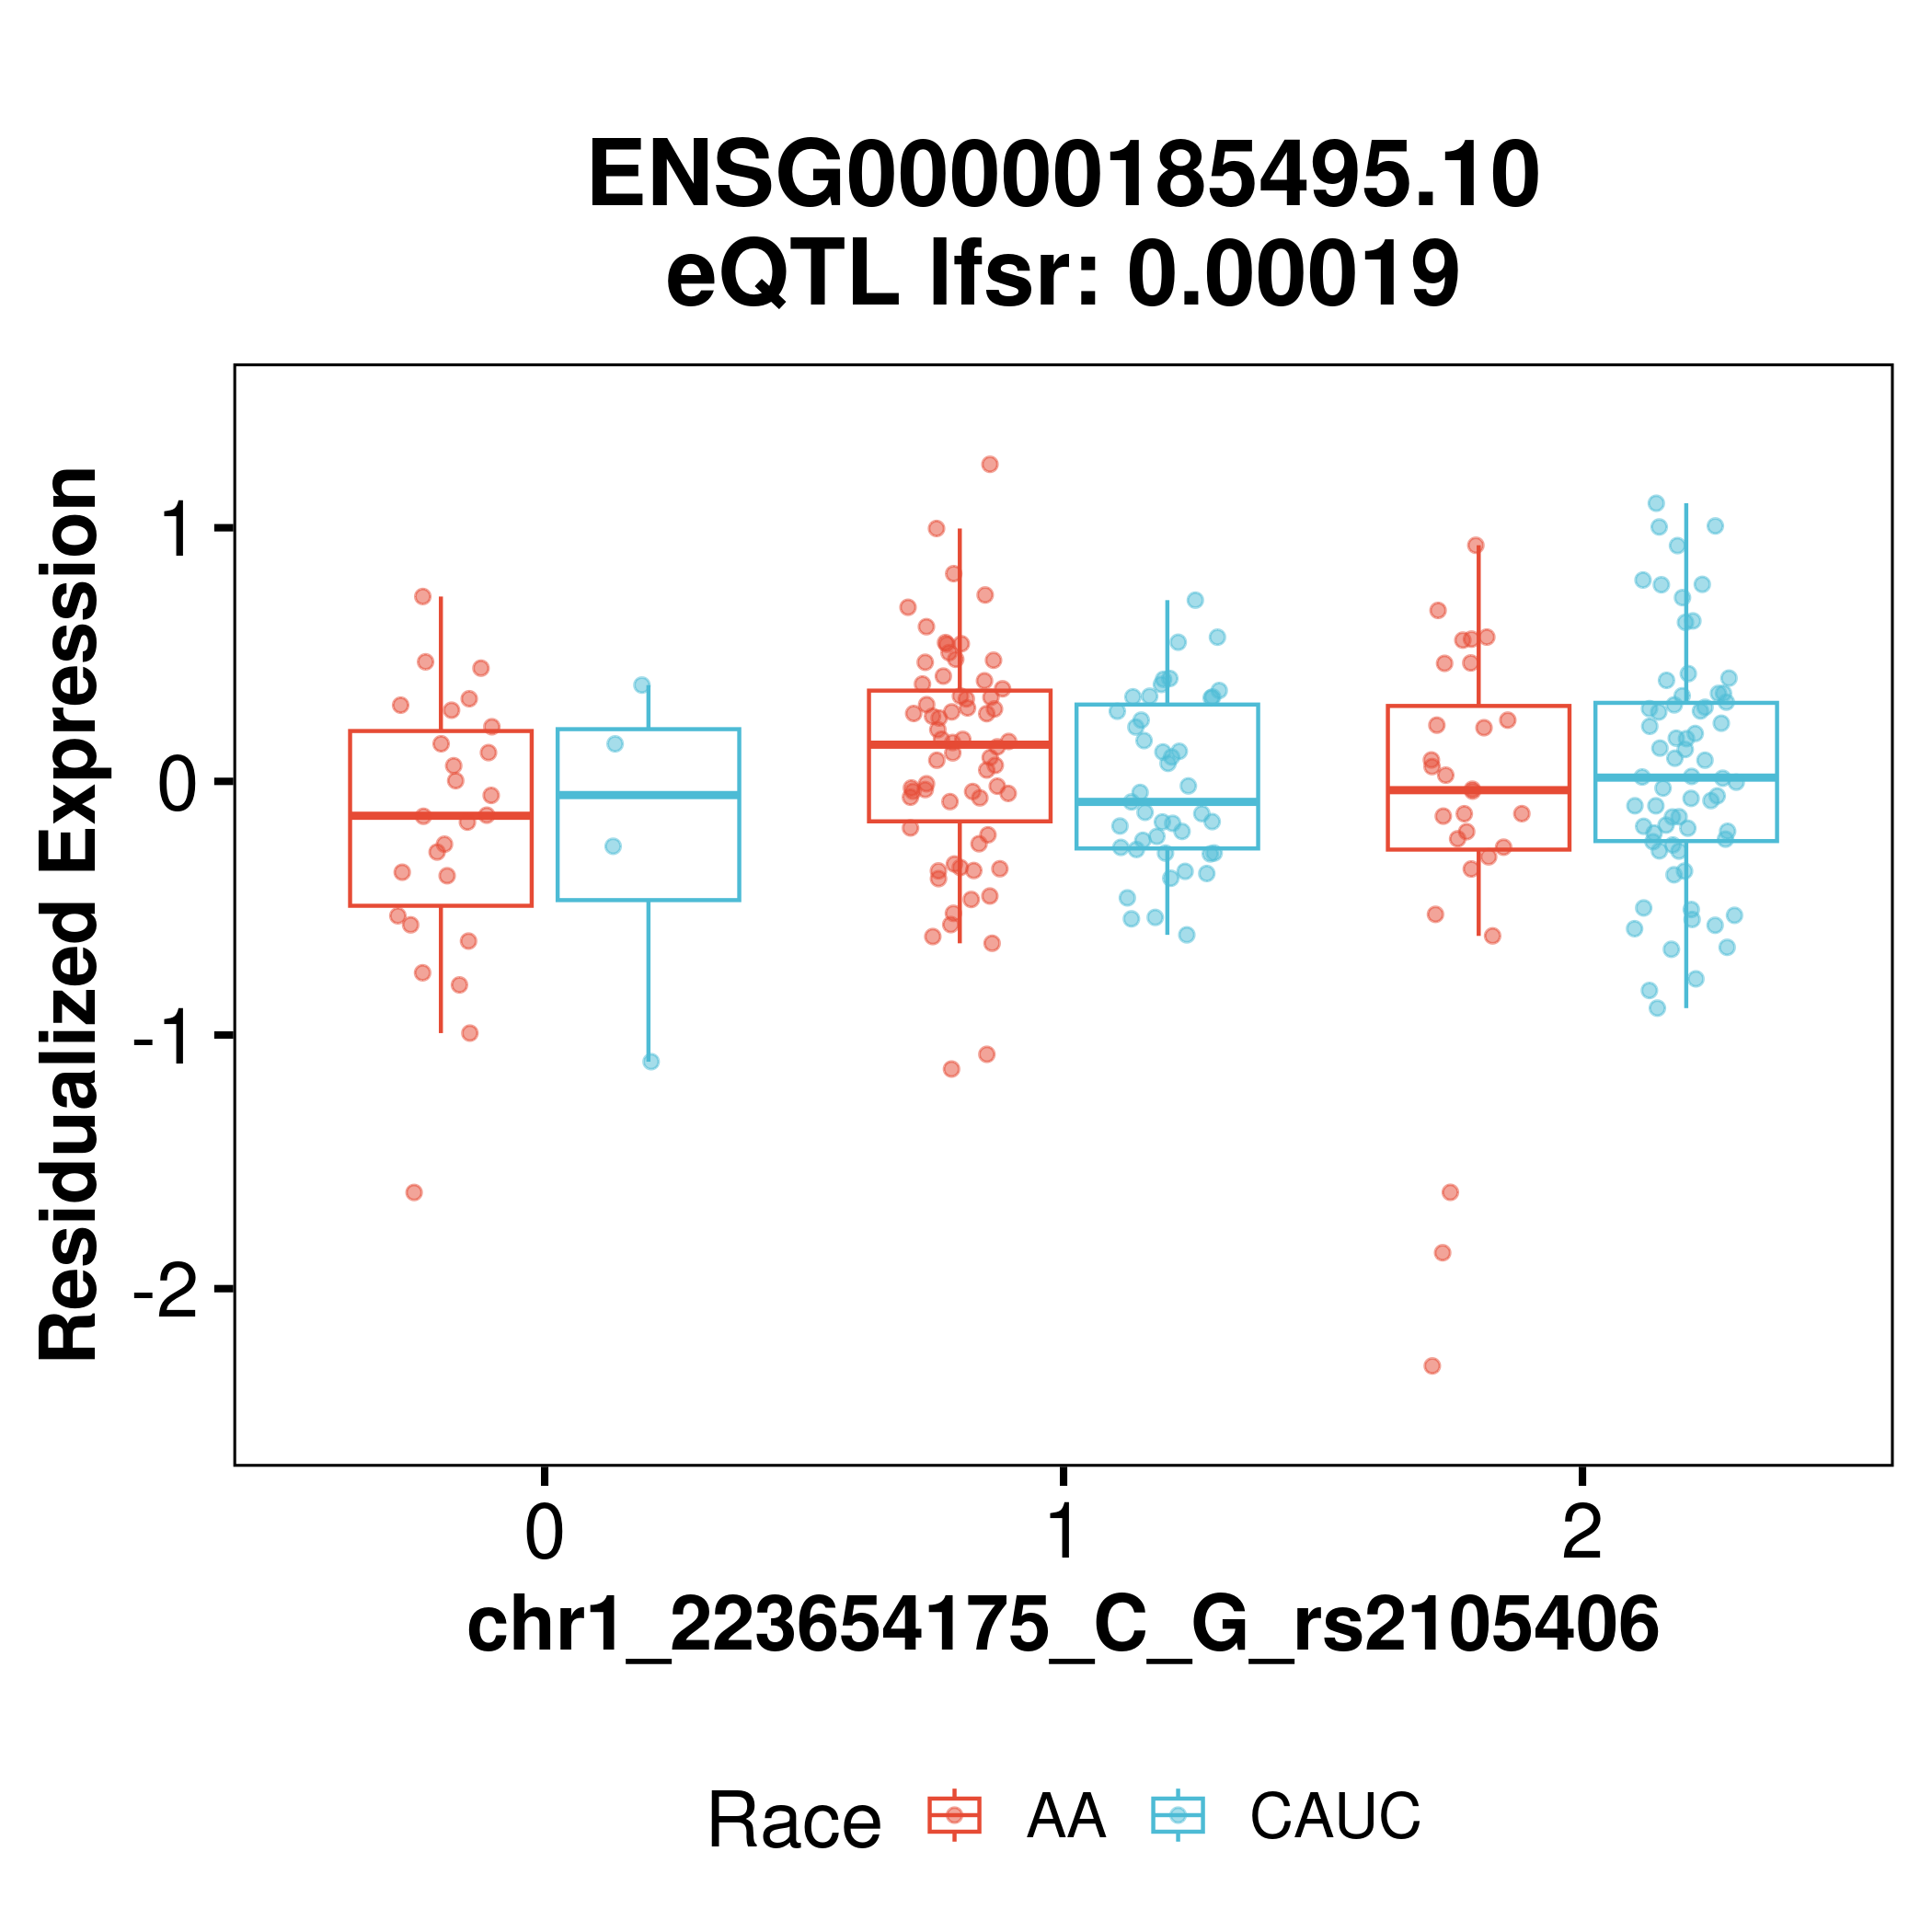 ENSG00000185495.10
eQTL lfsr: 0.00019
Residualized Expression
1
0
-1
-2
0 1 2
chr1_223654175_C_G_rs2105406
Race AA CAUC